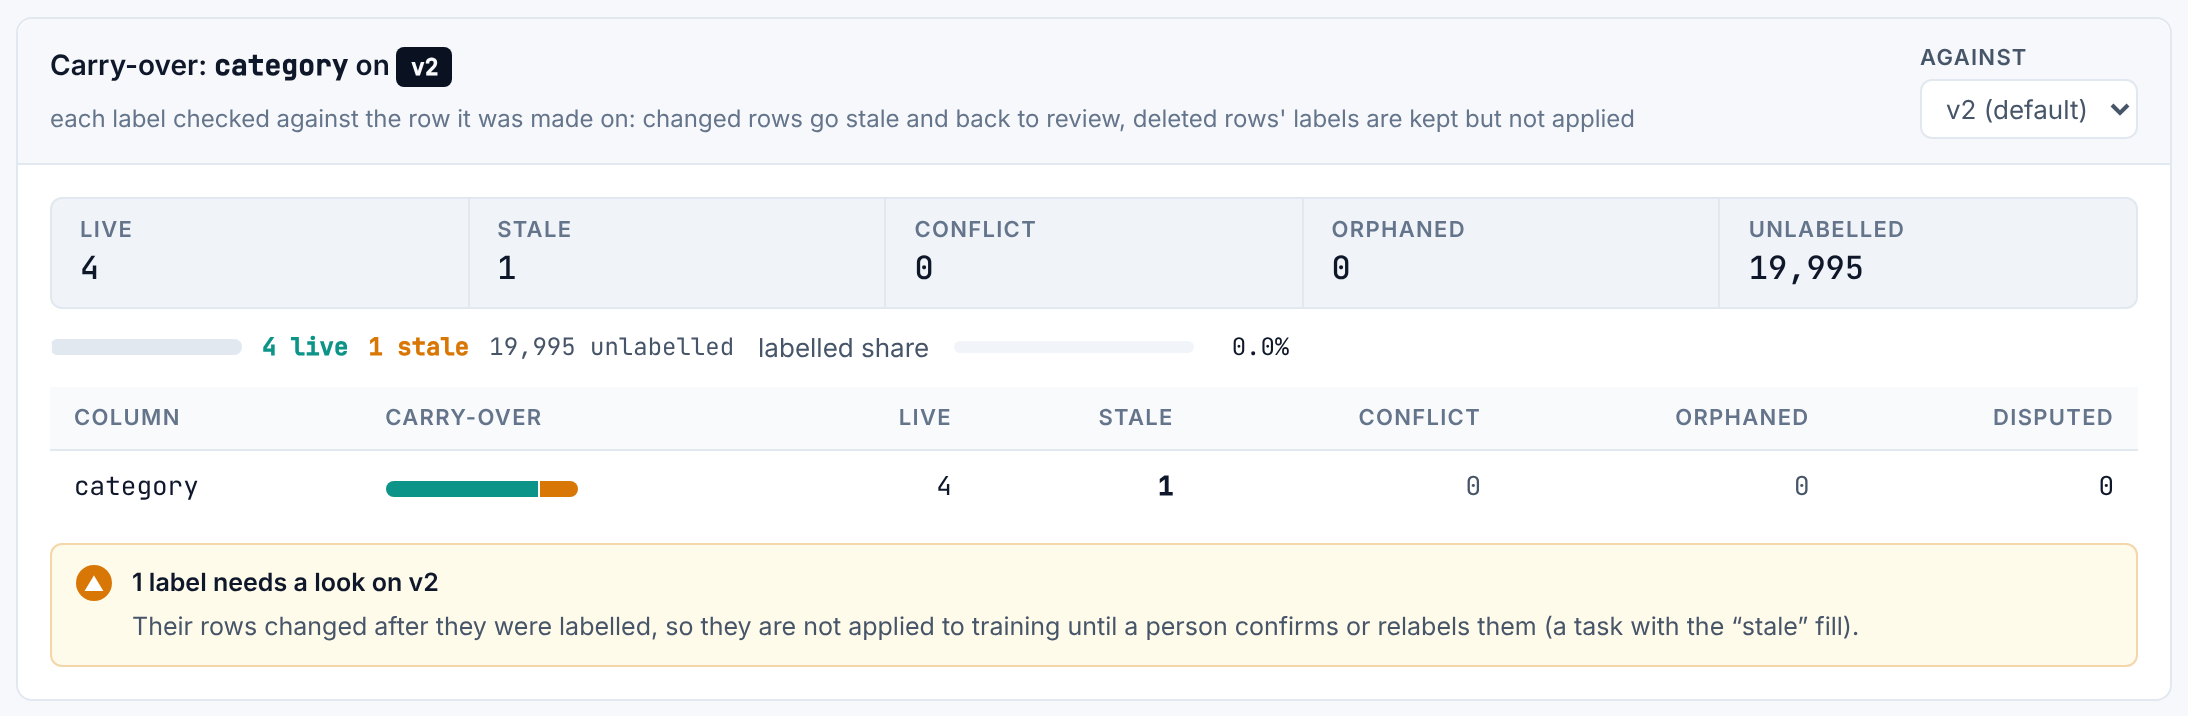 Carry-over: category on v2
AGAINST
v2 (default)
each label checked against the row it was made on: changed rows go stale and back to review, deleted rows' labels are kept but not applied
LIVE STALE CONFLICT ORPHANED UNLABELLED
4 1 0 0 19,995
4 live 1 stale 19,995 unlabelled labelled share 0.0%
COLUMN CARRY-OVER LIVE STALE CONFLICT ORPHANED DISPUTED
category 4 1 0 0 0
1 label needs a look on v2
Their rows changed after they were labelled, so they are not applied to training until a person confirms or relabels them (a task with the “stale” fill).